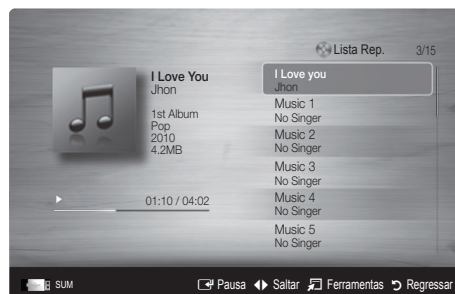 Lista Rep. 3/15
I Love You
Jhon
1st Album
Pop
2010
4.2MB
01:10 / 04:02
I Love you
Jhon
Music 1
No Singer
Music 2
No Singer
Music 3
No Singer
Music 4
No Singer
Music 5
No Singer
SUM Pausa Saltar Ferramentas Regressar